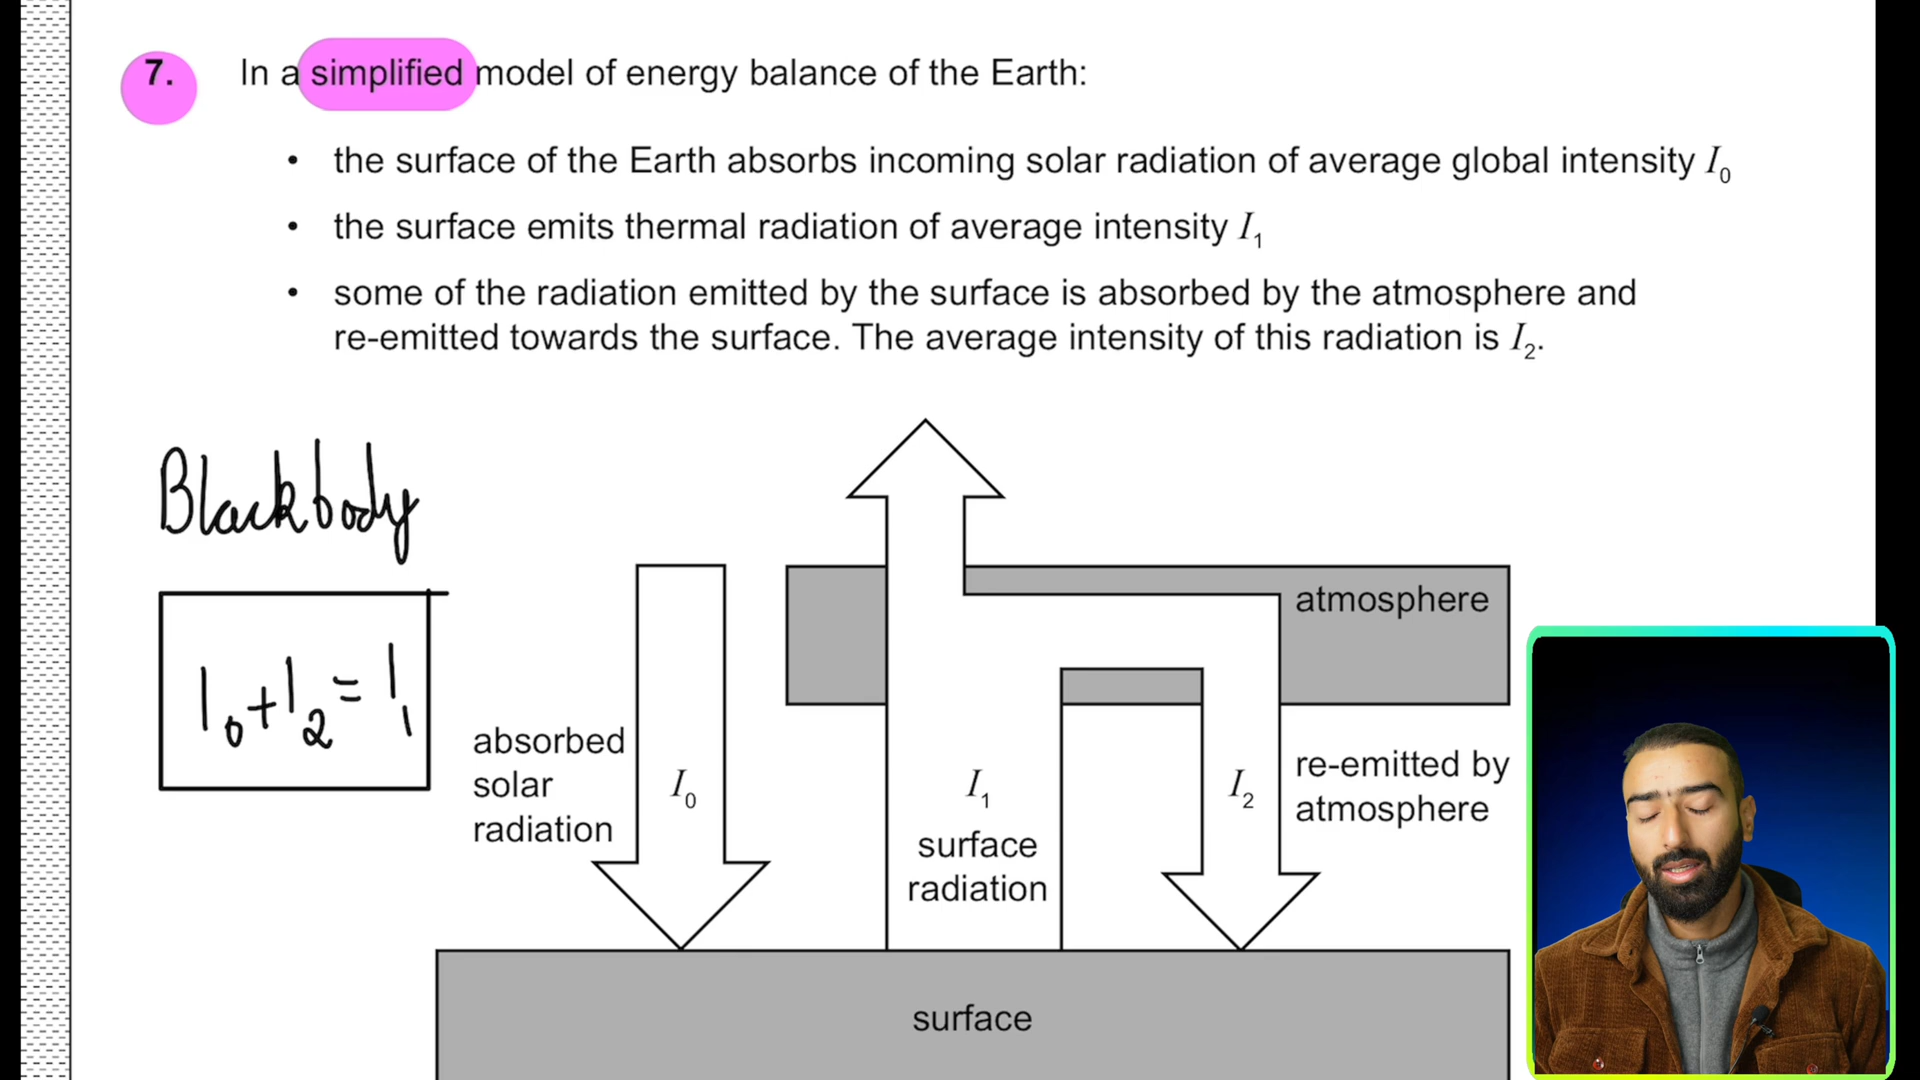 7. In a simplified model of energy balance of the Earth:
• the surface of the Earth absorbs incoming solar radiation of average global intensity I₀
• the surface emits thermal radiation of average intensity I₁
• some of the radiation emitted by the surface is absorbed by the atmosphere and
re-emitted towards the surface. The average intensity of this radiation is I₂.
Blackbody
I₀+I₂=I₁
atmosphere
absorbed
solar
radiation
I₀
I₁
surface
radiation
I₂
re-emitted by
atmosphere
surface